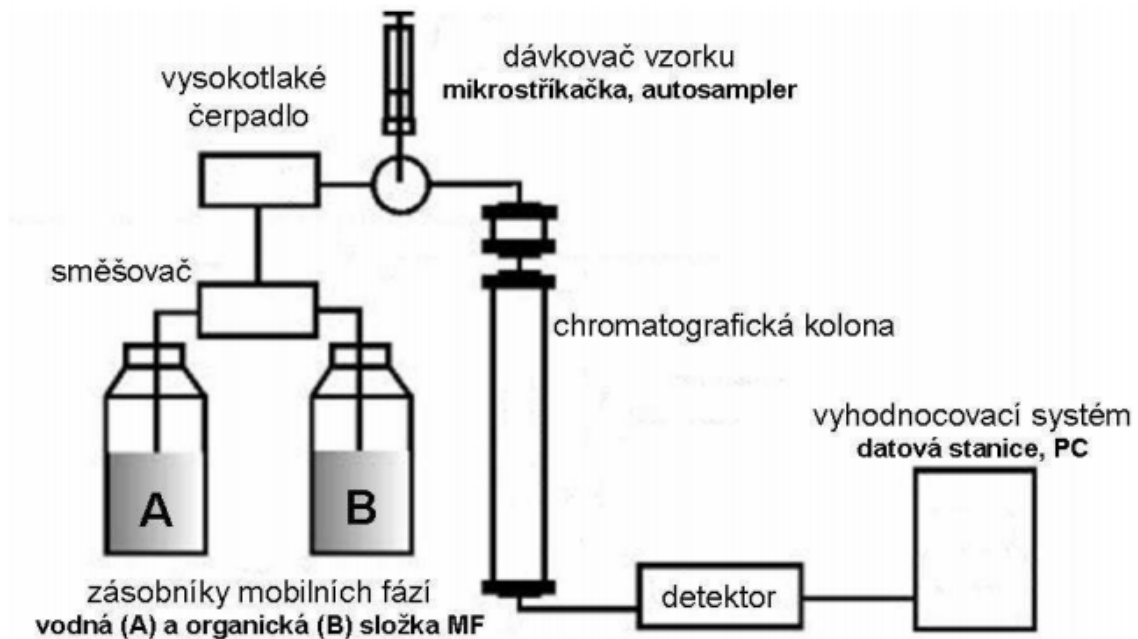 dávkovač vzorku
mikrostříkačka, autosampler
vysokotlaké
čerpadlo
směšovač
chromatografická kolona
vyhodnocovací systém
datová stanice, PC
A
B
detektor
zásobníky mobilních fází
vodná (A) a organická (B) složka MF